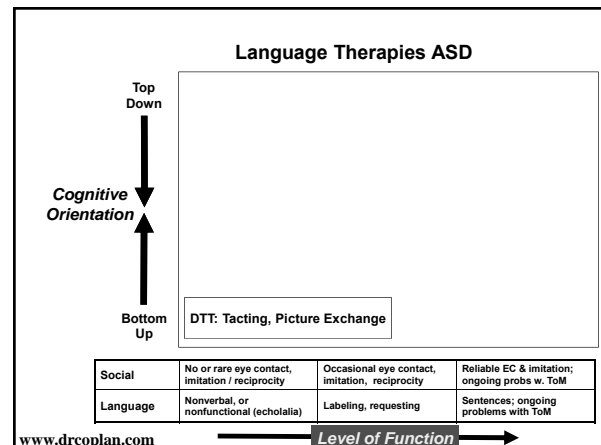 Language Therapies ASD
Top
Down
Cognitive
Orientation
Bottom
Up
DTT: Tacting, Picture Exchange
Social
No or rare eye contact,
imitation / reciprocity
Occasional eye contact,
imitation, reciprocity
Reliable EC & imitation;
ongoing probs w. ToM
Language
Nonverbal, or
nonfunctional (echolalia)
Labeling, requesting
Sentences; ongoing
problems with ToM
www.drcoplan.com
Level of Function